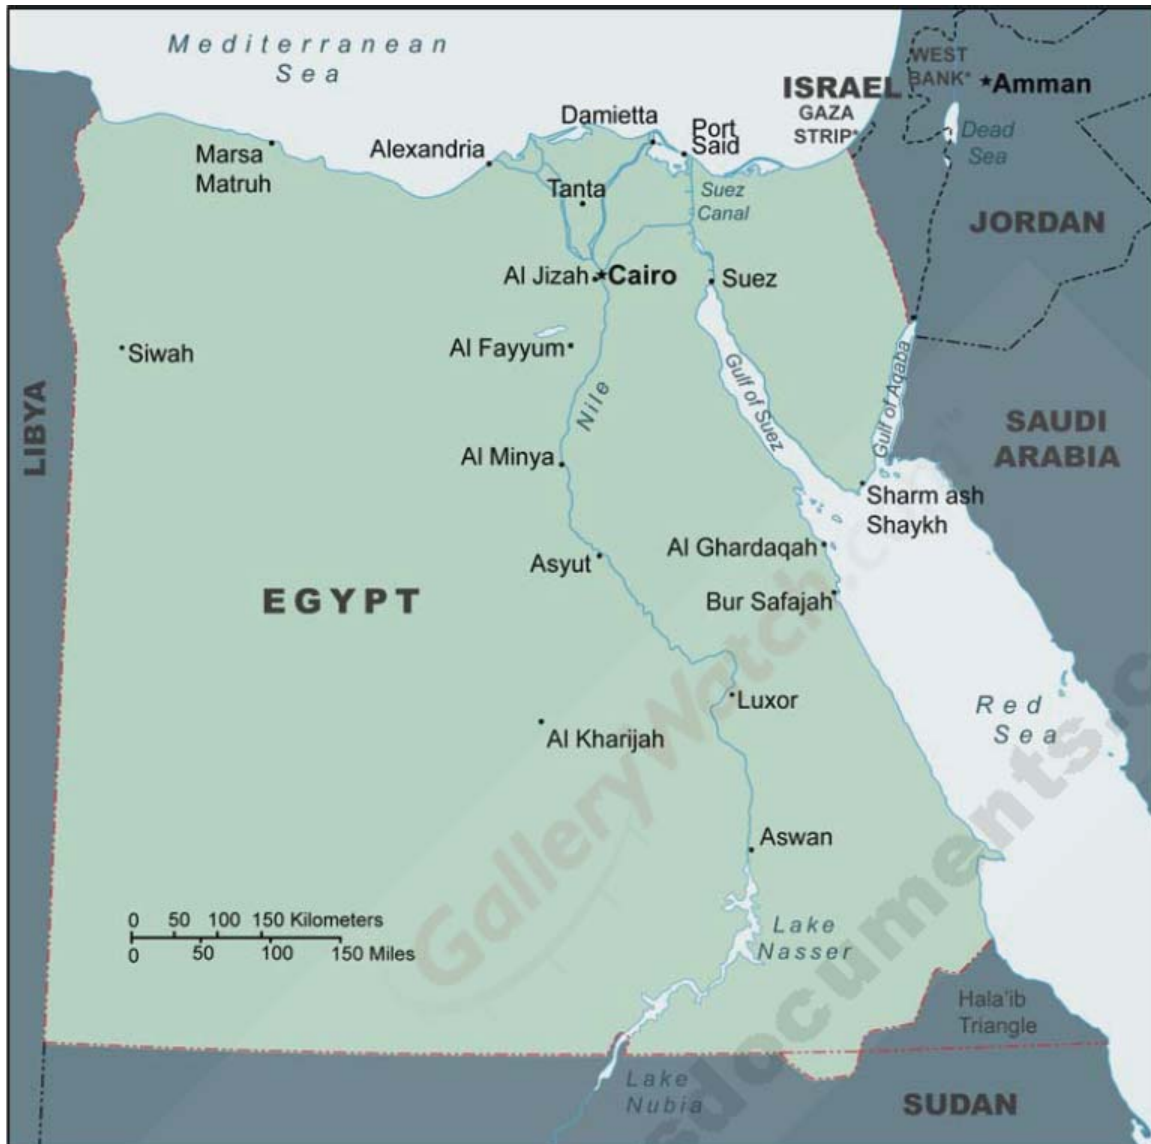 Mediterranean
Sea
WEST
BANK*
Amman
ISRAEL
GAZA
STRIP*
Dead
Sea
Damietta
Port
Said
Alexandria
Marsa
Matruh
Tanta
Suez
Canal
JORDAN
Al Jizah
Cairo
Suez
Siwah
Al Fayyum
Nile
Gulf of Suez
Gulf of Aqaba
LIBYA
SAUDI
ARABIA
Al Minya
Sharm ash
Shaykh
Al Ghardaqah
Asyut
EGYPT
Bur Safajah
Luxor
Red
Sea
Al Kharijah
Aswan
0 50 100 150 Kilometers
0 50 100 150 Miles
Lake
Nasser
Hala'ib
Triangle
Lake
Nubia
SUDAN
GalleryWatch.com™
sdocuments.c